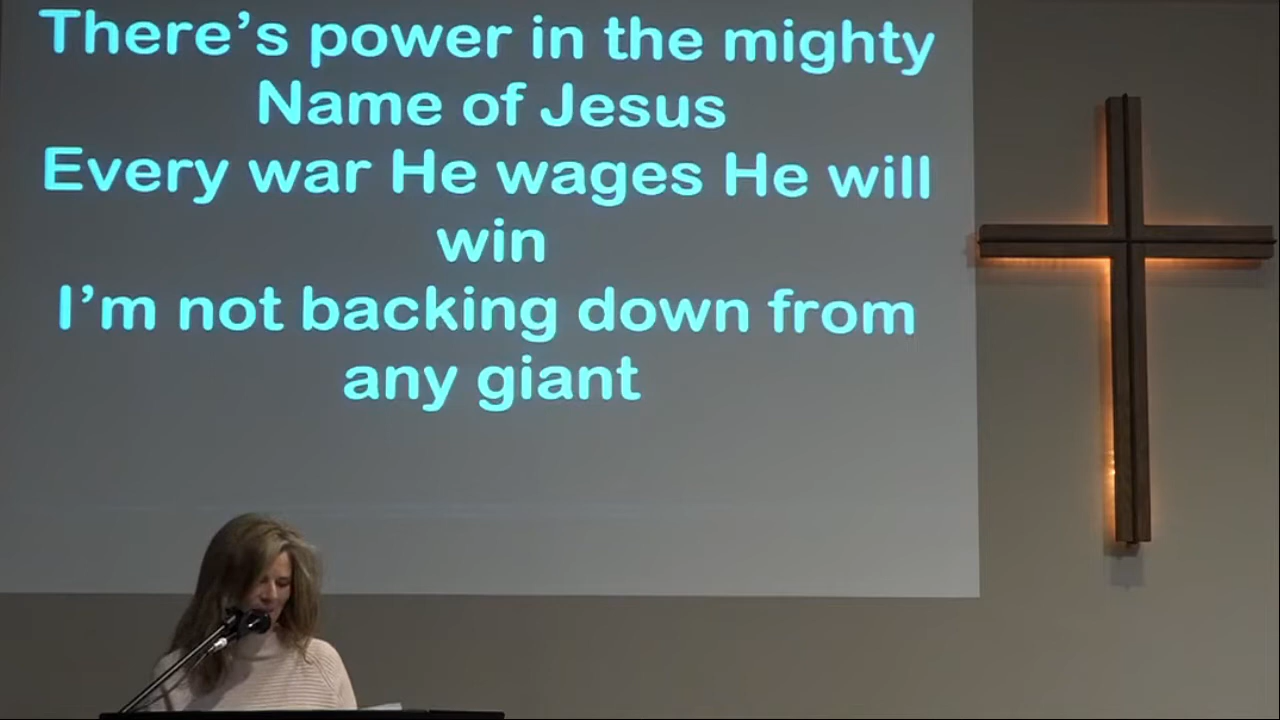 There’s power in the mighty
Name of Jesus
Every war He wages He will
win
I’m not backing down from
any giant